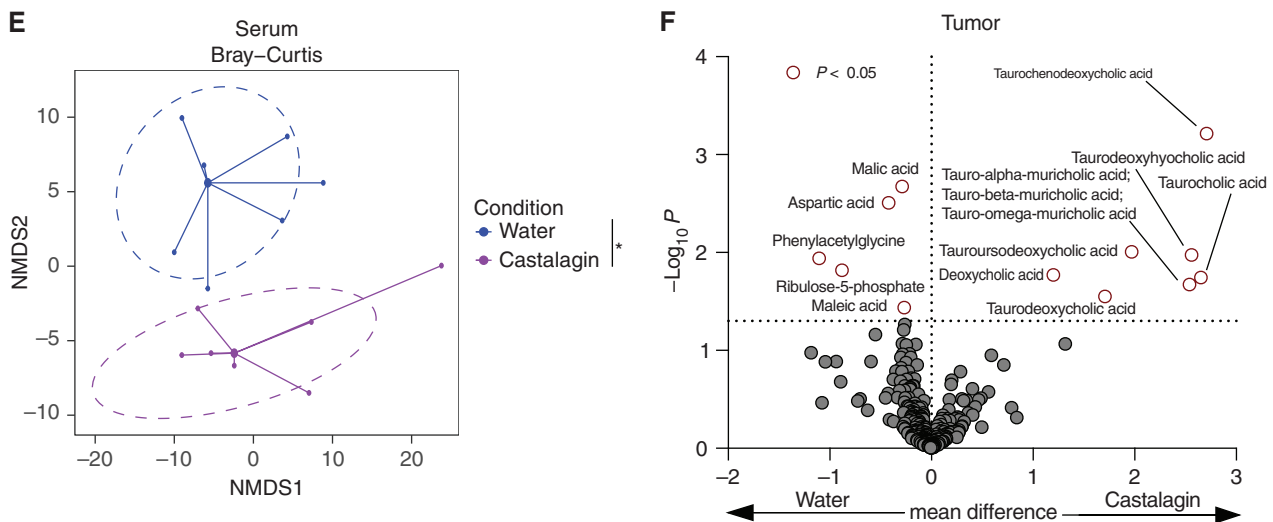 E
Serum
Bray–Curtis
NMDS2
10
5
0
−5
−10
−20
−10
0
10
20
NMDS1
Condition
Water
Castalagin
*
F
Tumor
−Log10 P
4
3
2
1
0
P < 0.05
Taurochenodeoxycholic acid
Taurodeoxyhyocholic acid
Malic acid
Tauro-alpha-muricholic acid;
Taurocholic acid
Aspartic acid
Tauro-beta-muricholic acid;
Tauro-omega-muricholic acid
Phenylacetylglycine
Tauroursodeoxycholic acid
Deoxycholic acid
Ribulose-5-phosphate
Maleic acid
Taurodeoxycholic acid
−2
−1
0
1
2
3
Water
mean difference
Castalagin